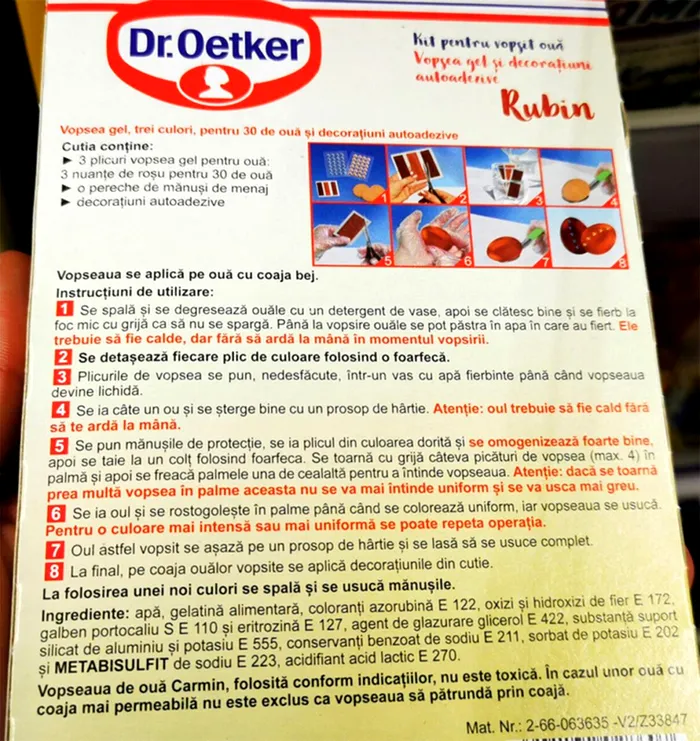 Dr.Oetker
Kit pentru vopsit ouă
Vopsea gel și decorațiuni
autoadezive
Rubin
Vopsea gel, trei culori, pentru 30 de ouă și decorațiuni autoadezive
Cutia conține:
► 3 plicuri vopsea gel pentru ouă:
3 nuanțe de roșu pentru 30 de ouă
► o pereche de mănuși de menaj
► decorațiuni autoadezive
1 2 3 4
5 6 7 8
Vopseaua se aplică pe ouă cu coaja bej.
Instrucțiuni de utilizare:
1 Se spală și se degresează ouăle cu un detergent de vase, apoi se clătesc bine și se fierb la
foc mic cu grijă ca să nu se spargă. Până la vopsire ouăle se pot păstra în apa în care au fiert. Ele
trebuie să fie calde, dar fără să ardă la mână în momentul vopsirii.
2 Se detașează fiecare plic de culoare folosind o foarfecă.
3 Plicurile de vopsea se pun, nedesfăcute, într-un vas cu apă fierbinte până când vopseaua
devine lichidă.
4 Se ia câte un ou și se șterge bine cu un prosop de hârtie. Atenție: oul trebuie să fie cald fără
să te ardă la mână.
5 Se pun mănușile de protecție, se ia plicul din culoarea dorită și se omogenizează foarte bine,
apoi se taie la un colț folosind foarfeca. Se toarnă cu grijă câteva picături de vopsea (max. 4) în
palmă și apoi se freacă palmele una de cealaltă pentru a întinde vopseaua. Atenție: dacă se toarnă
prea multă vopsea în palme aceasta nu se va mai întinde uniform și se va usca mai greu.
6 Se ia oul și se rostogolește în palme până când se colorează uniform, iar vopseaua se usucă.
Pentru o culoare mai intensă sau mai uniformă se poate repeta operația.
7 Oul astfel vopsit se așază pe un prosop de hârtie și se lasă să se usuce complet.
8 La final, pe coaja ouălor vopsite se aplică decorațiunile din cutie.
La folosirea unei noi culori se spală și se usucă mănușile.
Ingrediente: apă, gelatină alimentară, coloranți azorubină E 122, oxizi și hidroxizi de fier E 172,
galben portocaliu S E 110 și eritrozină E 127, agent de glazurare glicerol E 422, substanță suport
silicat de aluminiu și potasiu E 555, conservanți benzoat de sodiu E 211, sorbat de potasiu E 202
și METABISULFIT de sodiu E 223, acidifiant acid lactic E 270.
Vopseaua de ouă Carmin, folosită conform indicațiilor, nu este toxică. În cazul unor ouă cu
coaja mai permeabilă nu este exclus ca vopseaua să pătrundă prin coajă.
Mat. Nr.: 2-66-063635 -V2/Z33847